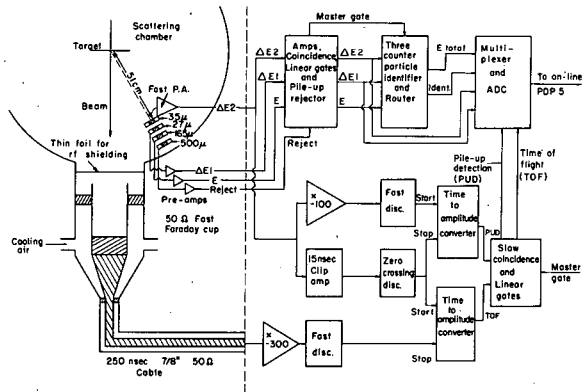 Scattering
chamber
Target
51cm
Fast P.A.
Beam
35μ
27μ
165μ
500μ
Thin foil for
rf shielding
ΔE2
ΔE1
E
Reject
Pre-amps
50 Ω Fast
Faraday cup
Cooling
air
250 nsec 7/8" 50Ω
Cable
Master gate
ΔE2
ΔE1
E
Reject
Amps,
Coincidence,
Linear gates
and
Pile-up
rejector
ΔE2
ΔE1
E
Three
counter
particle
identifier
and
Router
E total
Ident.
Multi-
plexer
and
ADC
To on-line
PDP 5
Pile-up
detection
(PUD)
Time of
flight
(TOF)
x
-100
Fast
disc.
Start
Stop
Time
to
amplitude
converter
PUD
15nsec
Clip
amp
Zero
crossing
disc.
Start
Stop
Time
to
amplitude
converter
TOF
Slow
coincidence
and
Linear
gates
Master
gate
x
-300
Fast
disc.